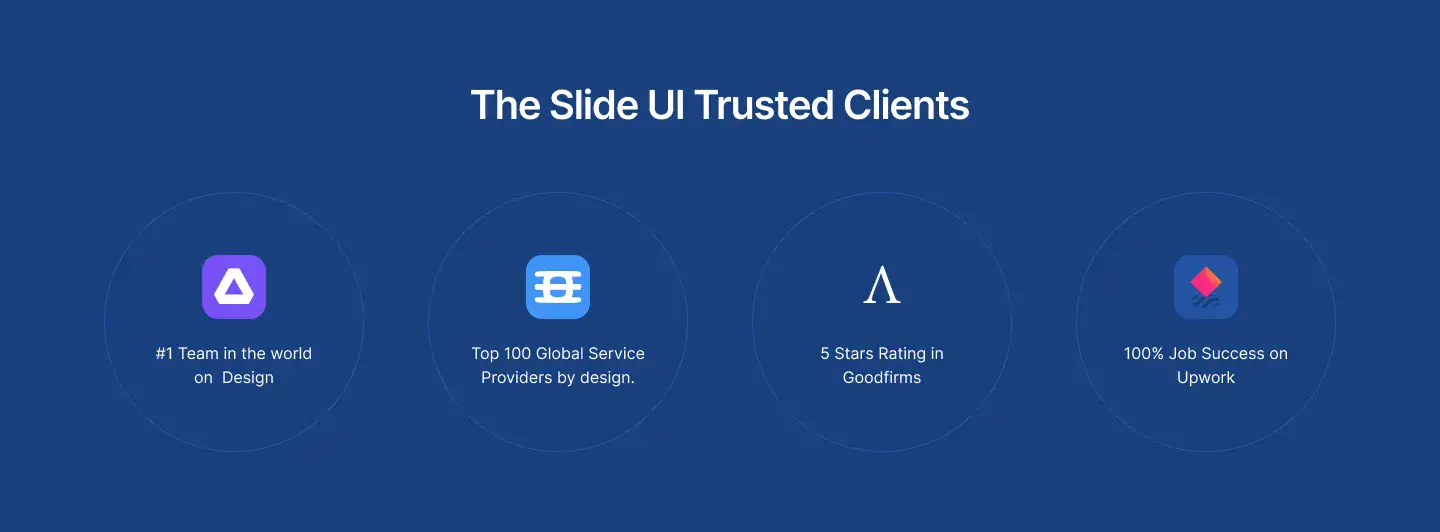 The Slide UI Trusted Clients
#1 Team in the world
on  Design
Top 100 Global Service
Providers by design.
5 Stars Rating in
Goodfirms
100% Job Success on
Upwork